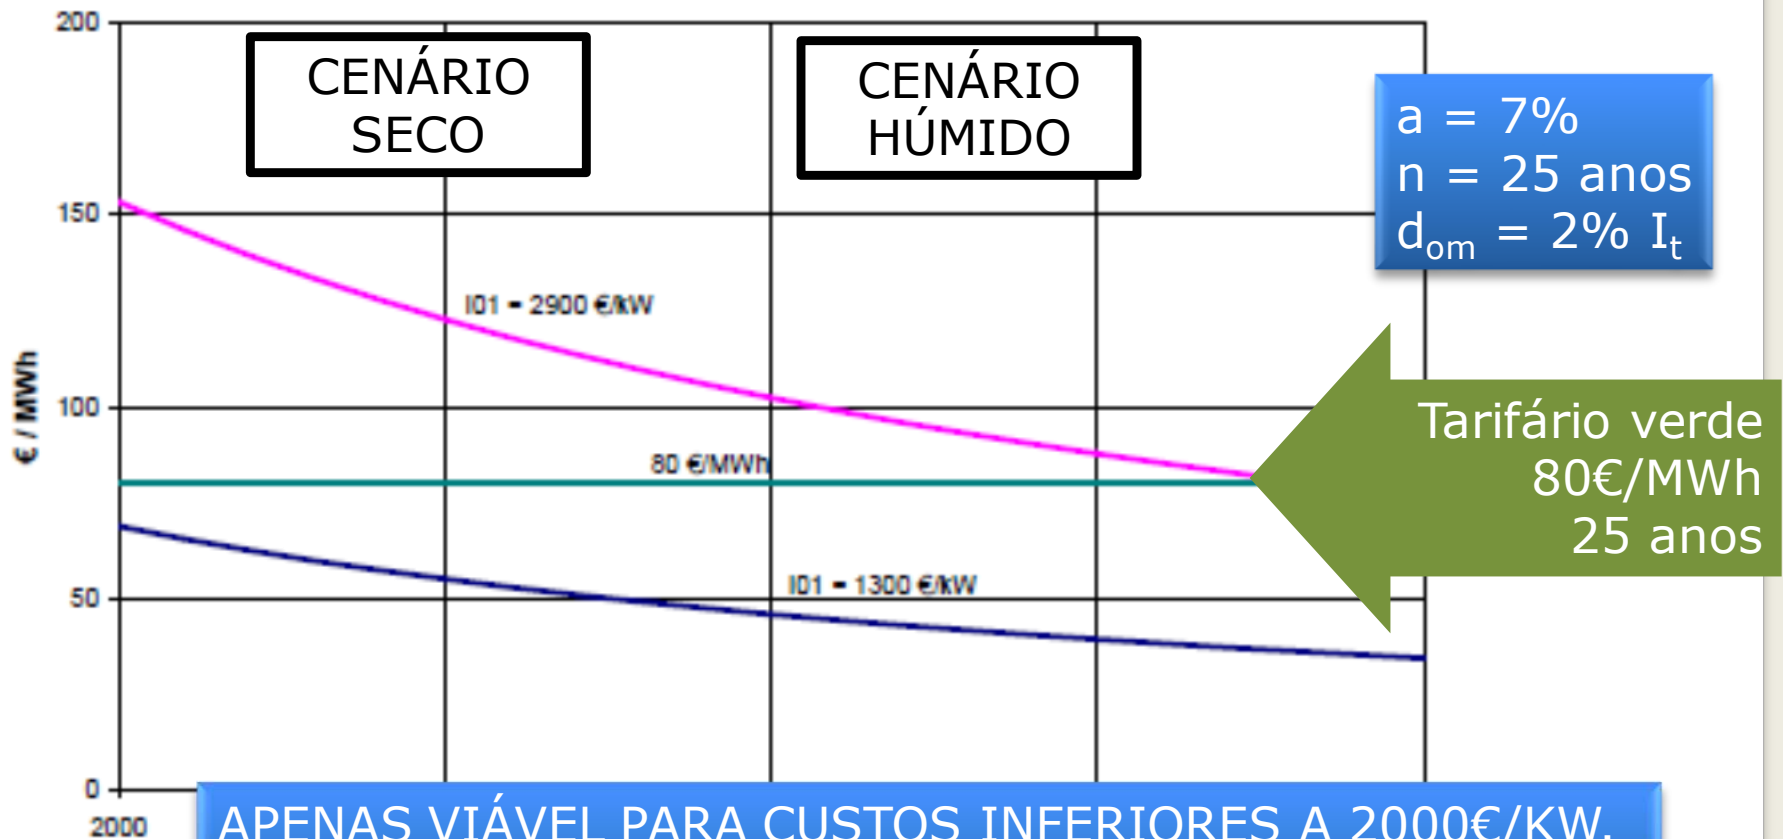 200
CENÁRIO
SECO
CENÁRIO
HÚMIDO
a = 7%
n = 25 anos
dom = 2% It
150
I01 = 2900 €/kW
€ / MWh
100
Tarifário verde
80€/MWh
25 anos
80 €/MWh
50
I01 = 1300 €/kW
0
2000
APENAS VIÁVEL PARA CUSTOS INFERIORES A 2000€/KW.